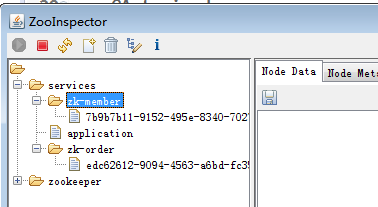 ZooInspector
Node Data
Node Met
services
zk-member
7b9b7b11-9152-495e-8340-702
application
zk-order
edc62612-9094-4563-a6bd-fc3
zookeeper